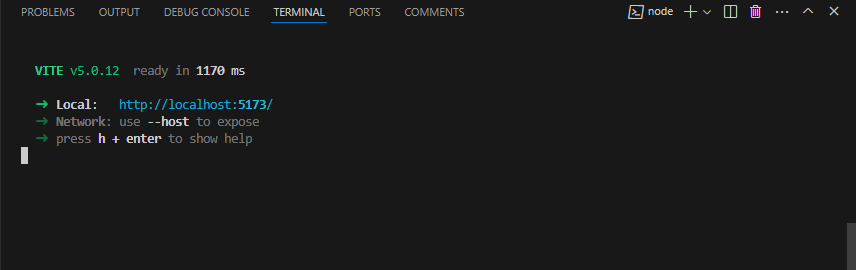 PROBLEMS OUTPUT DEBUG CONSOLE TERMINAL PORTS COMMENTS node
VITE v5.0.12 ready in 1170 ms
➜ Local: http://localhost:5173/
➜ Network: use --host to expose
➜ press h + enter to show help